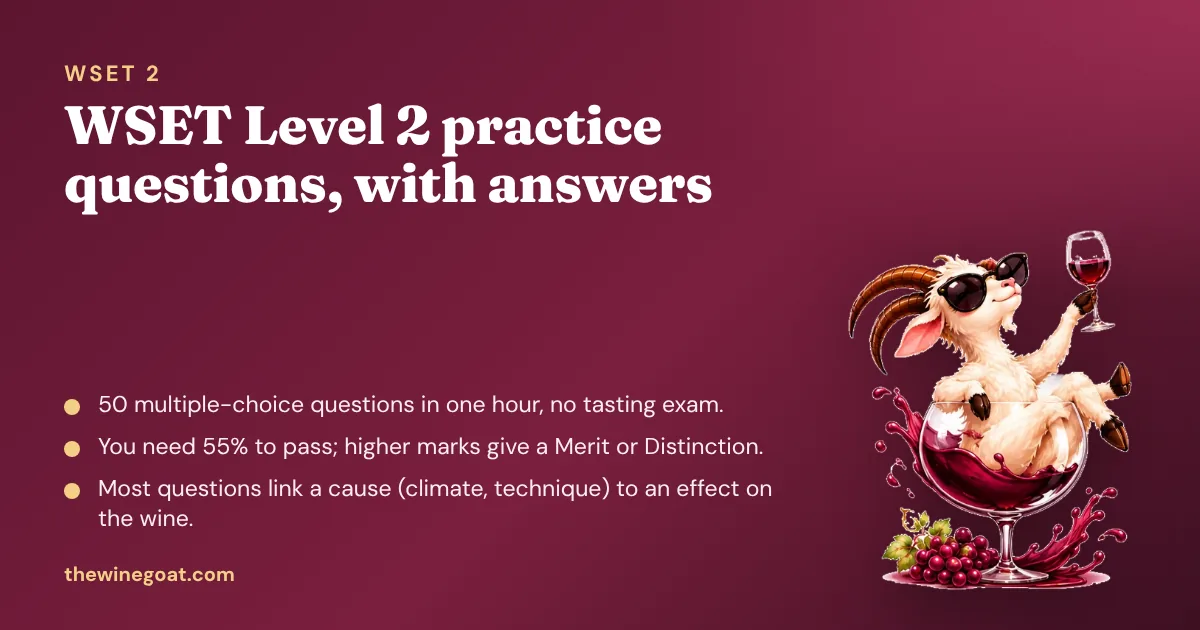 WSET 2
WSET Level 2 practice
questions, with answers
50 multiple-choice questions in one hour, no tasting exam.
You need 55% to pass; higher marks give a Merit or Distinction.
Most questions link a cause (climate, technique) to an effect on
the wine.
thewinegoat.com